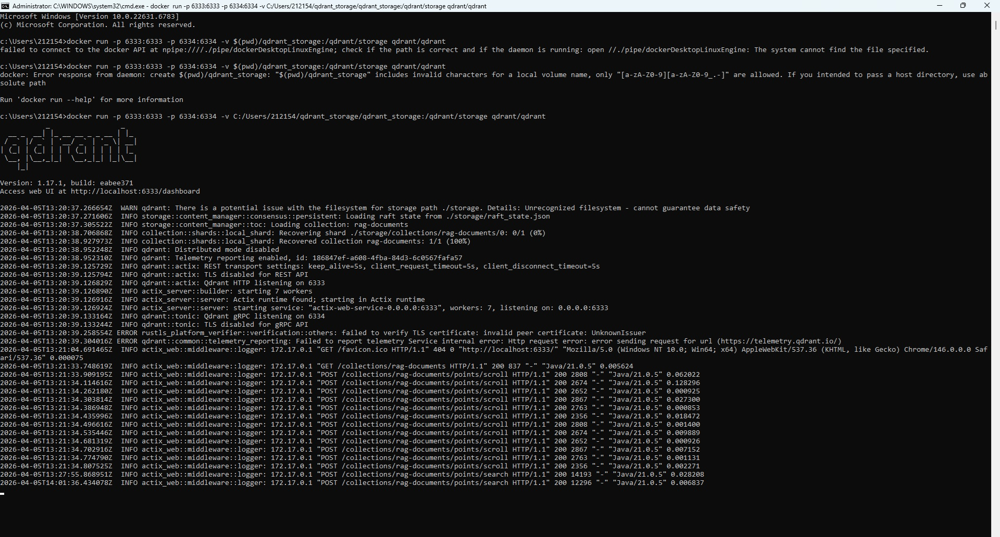 Administrator: C:\WINDOWS\system32\cmd.exe - docker  run -p 6333:6333 -p 6334:6334 -v C:/Users/212154/qdrant_storage/qdrant_storage:/qdrant/storage qdrant/qdrant
Microsoft Windows [Version 10.0.22631.6783]
(c) Microsoft Corporation. All rights reserved.
c:\Users\212154>docker run -p 6333:6333 -p 6334:6334 -v $(pwd)/qdrant_storage:/qdrant/storage qdrant/qdrant
failed to connect to the docker API at npipe:////./pipe/dockerDesktopLinuxEngine; check if the path is correct and if the daemon is running: open //./pipe/dockerDesktopLinuxEngine: The system cannot find the file specified.
c:\Users\212154>docker run -p 6333:6333 -p 6334:6334 -v $(pwd)/qdrant_storage:/qdrant/storage qdrant/qdrant
docker: Error response from daemon: create $(pwd)/qdrant_storage: "$(pwd)/qdrant_storage" includes invalid characters for a local volume name, only "[a-zA-Z0-9][a-zA-Z0-9_.-]" are allowed. If you intended to pass a host directory, use ab
solute path
Run 'docker run --help' for more information
c:\Users\212154>docker run -p 6333:6333 -p 6334:6334 -v C:/Users/212154/qdrant_storage/qdrant_storage:/qdrant/storage qdrant/qdrant
qdrant
Version: 1.17.1, build: eabee371
Access web UI at http://localhost:6333/dashboard
2026-04-05T13:20:37.266654Z  WARN qdrant: There is a potential issue with the filesystem for storage path ./storage. Details: Unrecognized filesystem - cannot guarantee data safety
2026-04-05T13:20:37.271606Z  INFO storage::content_manager::consensus::persistent: Loading raft state from ./storage/raft_state.json
2026-04-05T13:20:37.305522Z  INFO storage::content_manager::toc: Loading collection: rag-documents
2026-04-05T13:20:38.706868Z  INFO collection::shards::local_shard: Recovering shard ./storage/collections/rag-documents/0: 0/1 (0%)
2026-04-05T13:20:38.927973Z  INFO collection::shards::local_shard: Recovered collection rag-documents: 1/1 (100%)
2026-04-05T13:20:38.952248Z  INFO qdrant: Distributed mode disabled
2026-04-05T13:20:38.952310Z  INFO qdrant: Telemetry reporting enabled, id: 186847ef-a608-4fba-84d3-6c0567fafa57
2026-04-05T13:20:39.125729Z  INFO qdrant::actix: REST transport settings: keep_alive=5s, client_request_timeout=5s, client_disconnect_timeout=5s
2026-04-05T13:20:39.125794Z  INFO qdrant::actix: TLS disabled for REST API
2026-04-05T13:20:39.126829Z  INFO qdrant::actix: Qdrant HTTP listening on 6333
2026-04-05T13:20:39.126890Z  INFO actix_server::builder: starting 7 workers
2026-04-05T13:20:39.126916Z  INFO actix_server::server: Actix runtime found; starting in Actix runtime
2026-04-05T13:20:39.126924Z  INFO actix_server::server: starting service: "actix-web-service-0.0.0.0:6333", workers: 7, listening on: 0.0.0.0:6333
2026-04-05T13:20:39.133164Z  INFO qdrant::tonic: Qdrant gRPC listening on 6334
2026-04-05T13:20:39.133244Z  INFO qdrant::tonic: TLS disabled for gRPC API
2026-04-05T13:20:39.258554Z ERROR rustls_platform_verifier::verification::others: failed to verify TLS certificate: invalid peer certificate: UnknownIssuer
2026-04-05T13:20:39.304016Z ERROR qdrant::common::telemetry_reporting: Failed to report telemetry Service internal error: Http request error: error sending request for url (https://telemetry.qdrant.io/)
2026-04-05T13:21:04.691465Z  INFO actix_web::middleware::logger: 172.17.0.1 "GET /favicon.ico HTTP/1.1" 404 0 "http://localhost:6333/" "Mozilla/5.0 (Windows NT 10.0; Win64; x64) AppleWebKit/537.36 (KHTML, like Gecko) Chrome/146.0.0.0 Saf
ari/537.36" 0.000075
2026-04-05T13:21:33.748619Z  INFO actix_web::middleware::logger: 172.17.0.1 "GET /collections/rag-documents HTTP/1.1" 200 837 "-" "Java/21.0.5" 0.005624
2026-04-05T13:21:33.909195Z  INFO actix_web::middleware::logger: 172.17.0.1 "POST /collections/rag-documents/points/scroll HTTP/1.1" 200 2808 "-" "Java/21.0.5" 0.062022
2026-04-05T13:21:34.114616Z  INFO actix_web::middleware::logger: 172.17.0.1 "POST /collections/rag-documents/points/scroll HTTP/1.1" 200 2674 "-" "Java/21.0.5" 0.128296
2026-04-05T13:21:34.262180Z  INFO actix_web::middleware::logger: 172.17.0.1 "POST /collections/rag-documents/points/scroll HTTP/1.1" 200 2652 "-" "Java/21.0.5" 0.000925
2026-04-05T13:21:34.303814Z  INFO actix_web::middleware::logger: 172.17.0.1 "POST /collections/rag-documents/points/scroll HTTP/1.1" 200 2867 "-" "Java/21.0.5" 0.027300
2026-04-05T13:21:34.386948Z  INFO actix_web::middleware::logger: 172.17.0.1 "POST /collections/rag-documents/points/scroll HTTP/1.1" 200 2763 "-" "Java/21.0.5" 0.000853
2026-04-05T13:21:34.435996Z  INFO actix_web::middleware::logger: 172.17.0.1 "POST /collections/rag-documents/points/scroll HTTP/1.1" 200 2356 "-" "Java/21.0.5" 0.018472
2026-04-05T13:21:34.496616Z  INFO actix_web::middleware::logger: 172.17.0.1 "POST /collections/rag-documents/points/scroll HTTP/1.1" 200 2808 "-" "Java/21.0.5" 0.001400
2026-04-05T13:21:34.535446Z  INFO actix_web::middleware::logger: 172.17.0.1 "POST /collections/rag-documents/points/scroll HTTP/1.1" 200 2674 "-" "Java/21.0.5" 0.009889
2026-04-05T13:21:34.681319Z  INFO actix_web::middleware::logger: 172.17.0.1 "POST /collections/rag-documents/points/scroll HTTP/1.1" 200 2652 "-" "Java/21.0.5" 0.000926
2026-04-05T13:21:34.702916Z  INFO actix_web::middleware::logger: 172.17.0.1 "POST /collections/rag-documents/points/scroll HTTP/1.1" 200 2867 "-" "Java/21.0.5" 0.007152
2026-04-05T13:21:34.774790Z  INFO actix_web::middleware::logger: 172.17.0.1 "POST /collections/rag-documents/points/scroll HTTP/1.1" 200 2763 "-" "Java/21.0.5" 0.001131
2026-04-05T13:21:34.807525Z  INFO actix_web::middleware::logger: 172.17.0.1 "POST /collections/rag-documents/points/scroll HTTP/1.1" 200 2356 "-" "Java/21.0.5" 0.002271
2026-04-05T13:27:55.868951Z  INFO actix_web::middleware::logger: 172.17.0.1 "POST /collections/rag-documents/points/search HTTP/1.1" 200 14193 "-" "Java/21.0.5" 0.028208
2026-04-05T14:01:36.434078Z  INFO actix_web::middleware::logger: 172.17.0.1 "POST /collections/rag-documents/points/search HTTP/1.1" 200 12296 "-" "Java/21.0.5" 0.006837